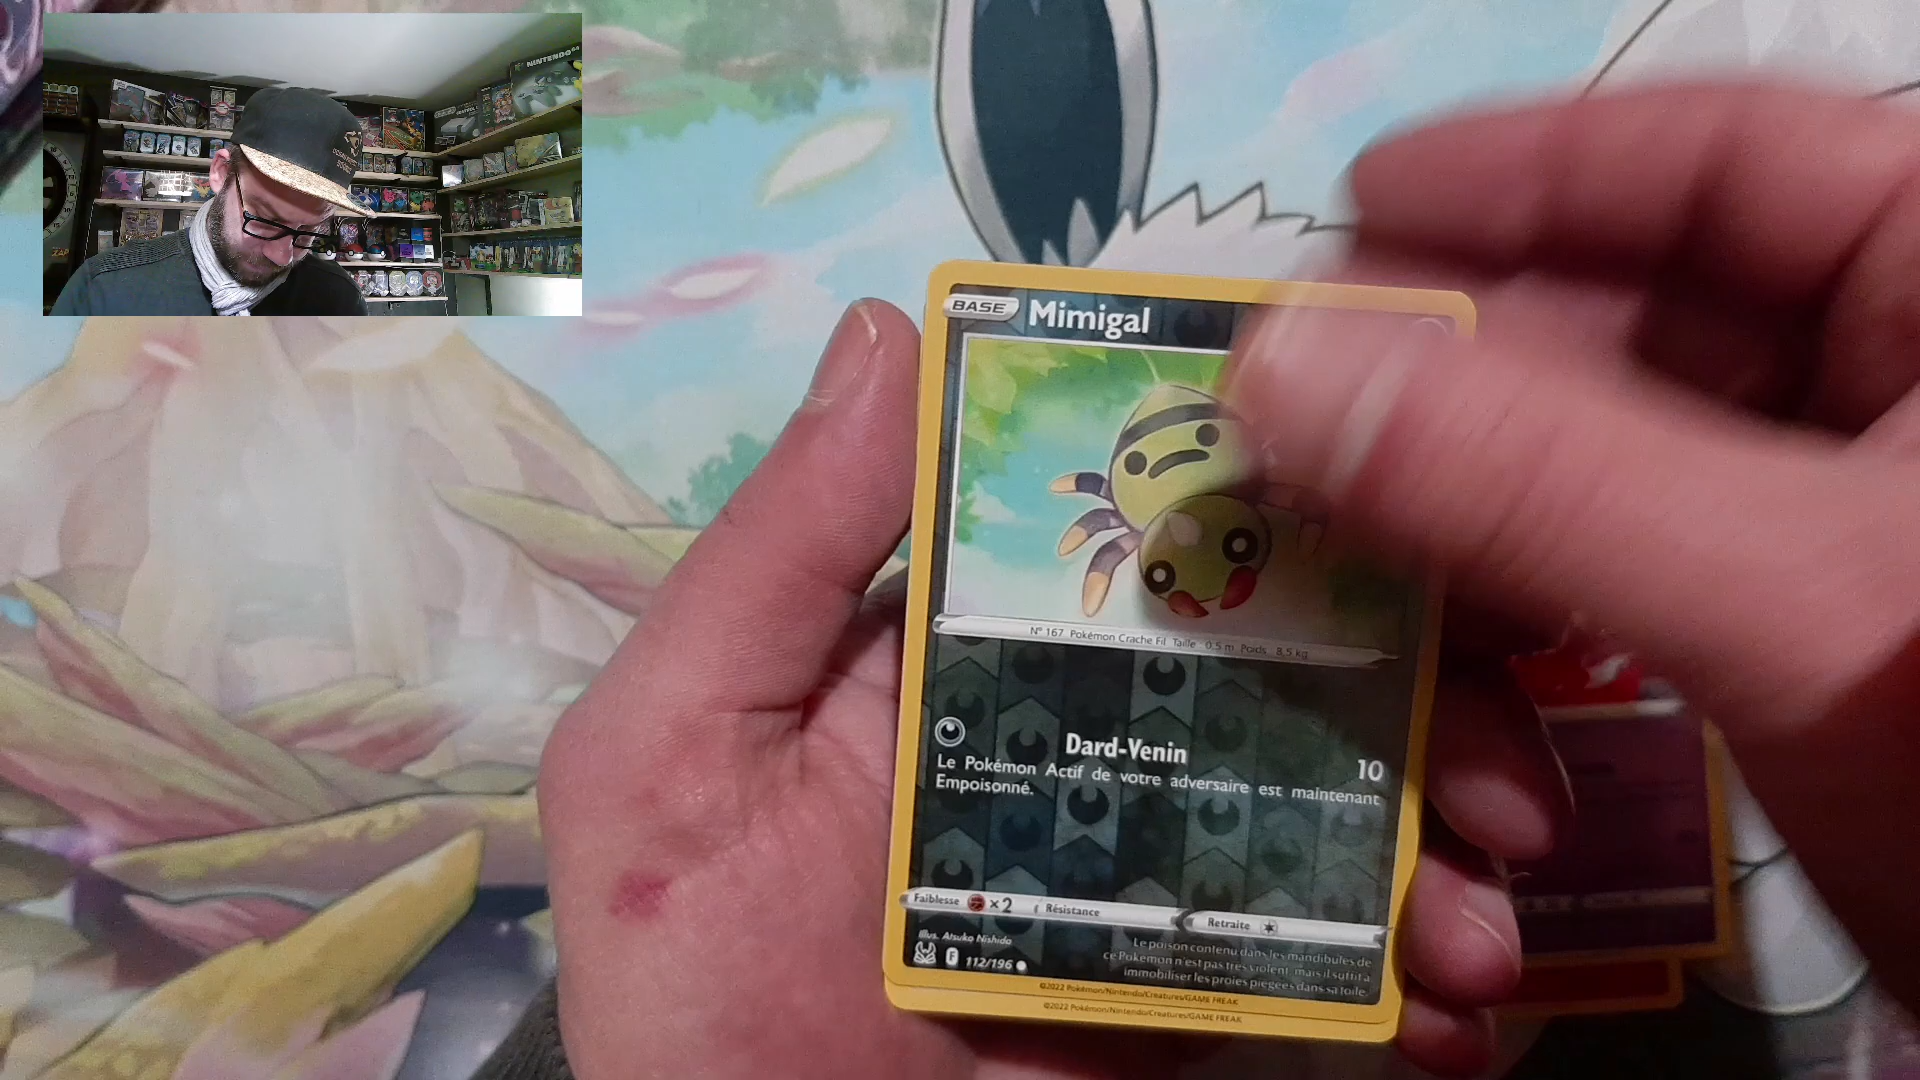 NINTENDO 64
BASE Mimigal
N° 167 Pokémon Crache Fil Taille : 0,5 m Poids : 8,5 kg
Dard-Venin 10
Le Pokémon Actif de votre adversaire est maintenant
Empoisonné.
Faiblesse ×2 Résistance Retraite
Illus. Atsuko Nishida
F 112/196
Le poison contenu dans les mandibules de
ce Pokémon n'est pas très violent, mais il suffit à
immobiliser les proies piégées dans sa toile.
©2022 Pokémon/Nintendo/Creatures/GAME FREAK
©2022 Pokémon/Nintendo/Creatures/GAME FREAK